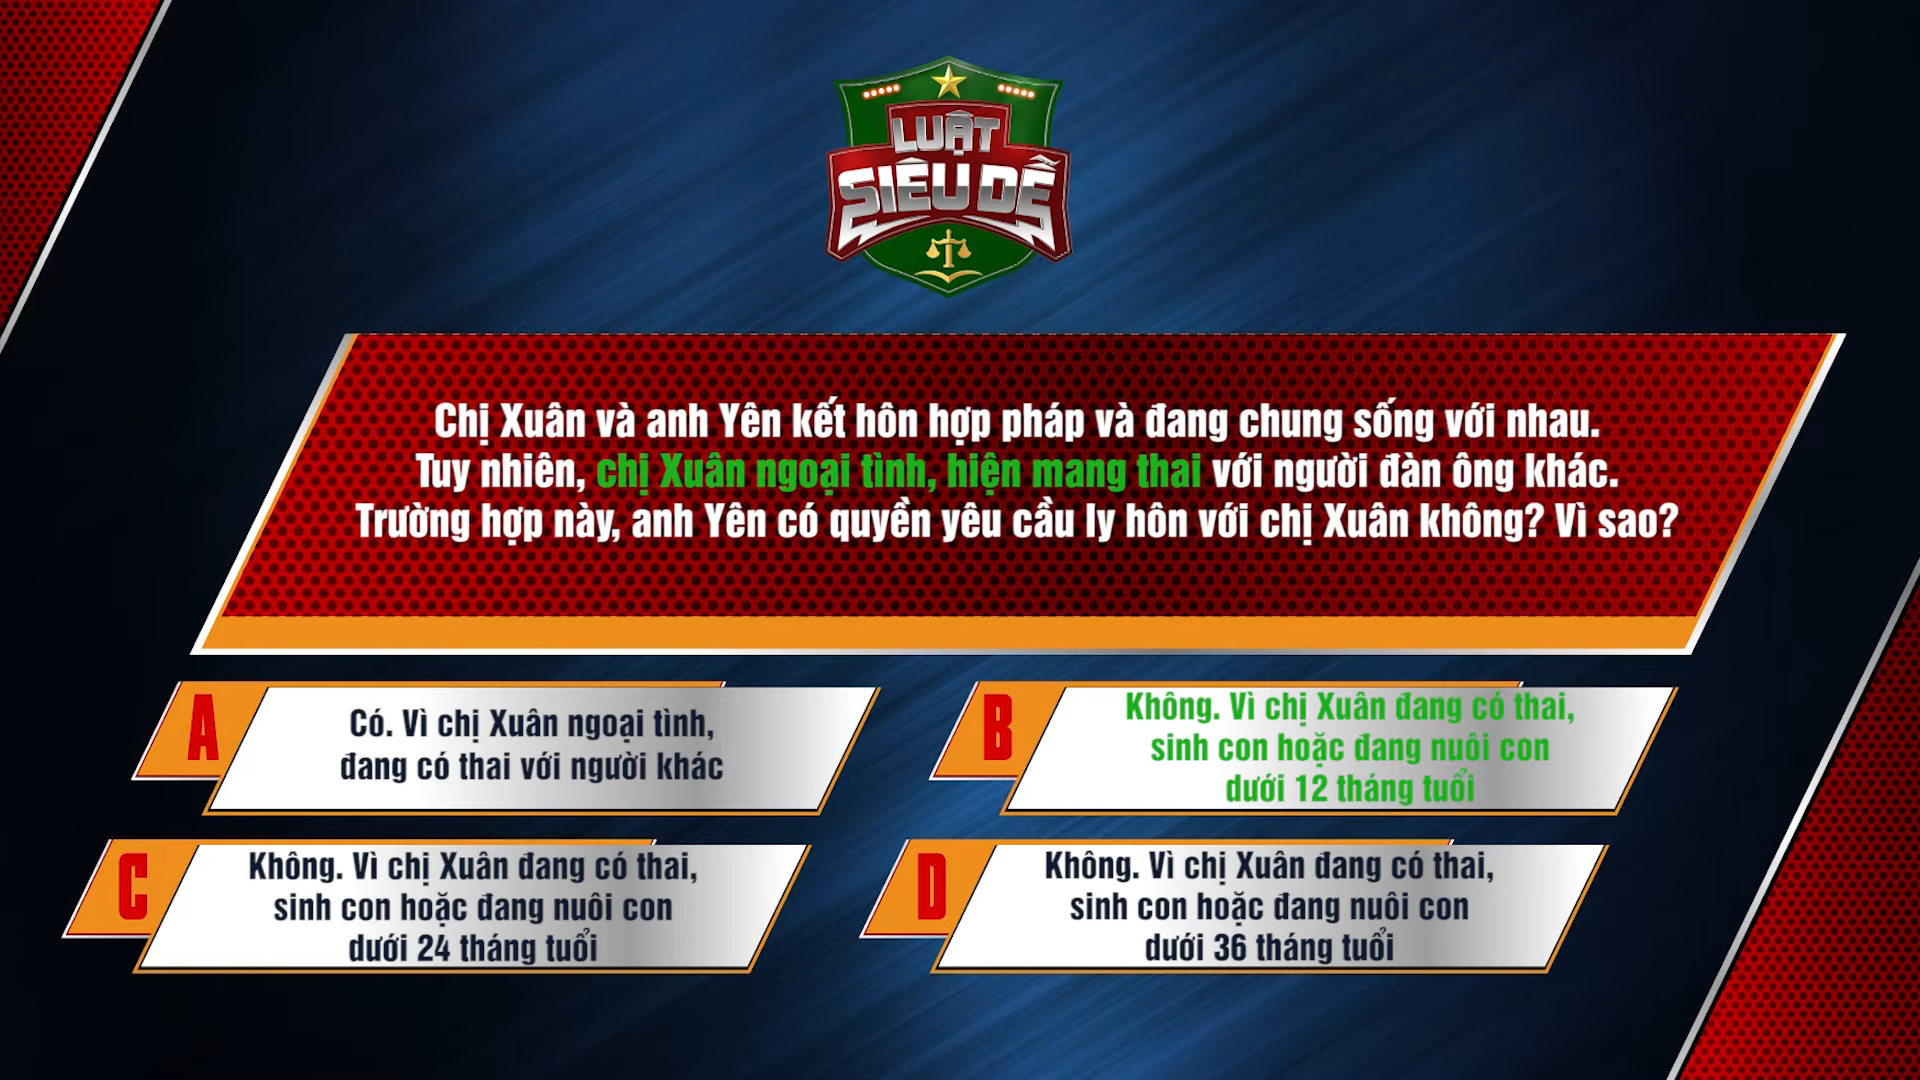 LUẬT
SIÊU DỄ
Chị Xuân và anh Yên kết hôn hợp pháp và đang chung sống với nhau.
Tuy nhiên, chị Xuân ngoại tình, hiện mang thai với người đàn ông khác.
Trường hợp này, anh Yên có quyền yêu cầu ly hôn với chị Xuân không? Vì sao?
A
Có. Vì chị Xuân ngoại tình,
đang có thai với người khác
B
Không. Vì chị Xuân đang có thai,
sinh con hoặc đang nuôi con
dưới 12 tháng tuổi
C
Không. Vì chị Xuân đang có thai,
sinh con hoặc đang nuôi con
dưới 24 tháng tuổi
D
Không. Vì chị Xuân đang có thai,
sinh con hoặc đang nuôi con
dưới 36 tháng tuổi